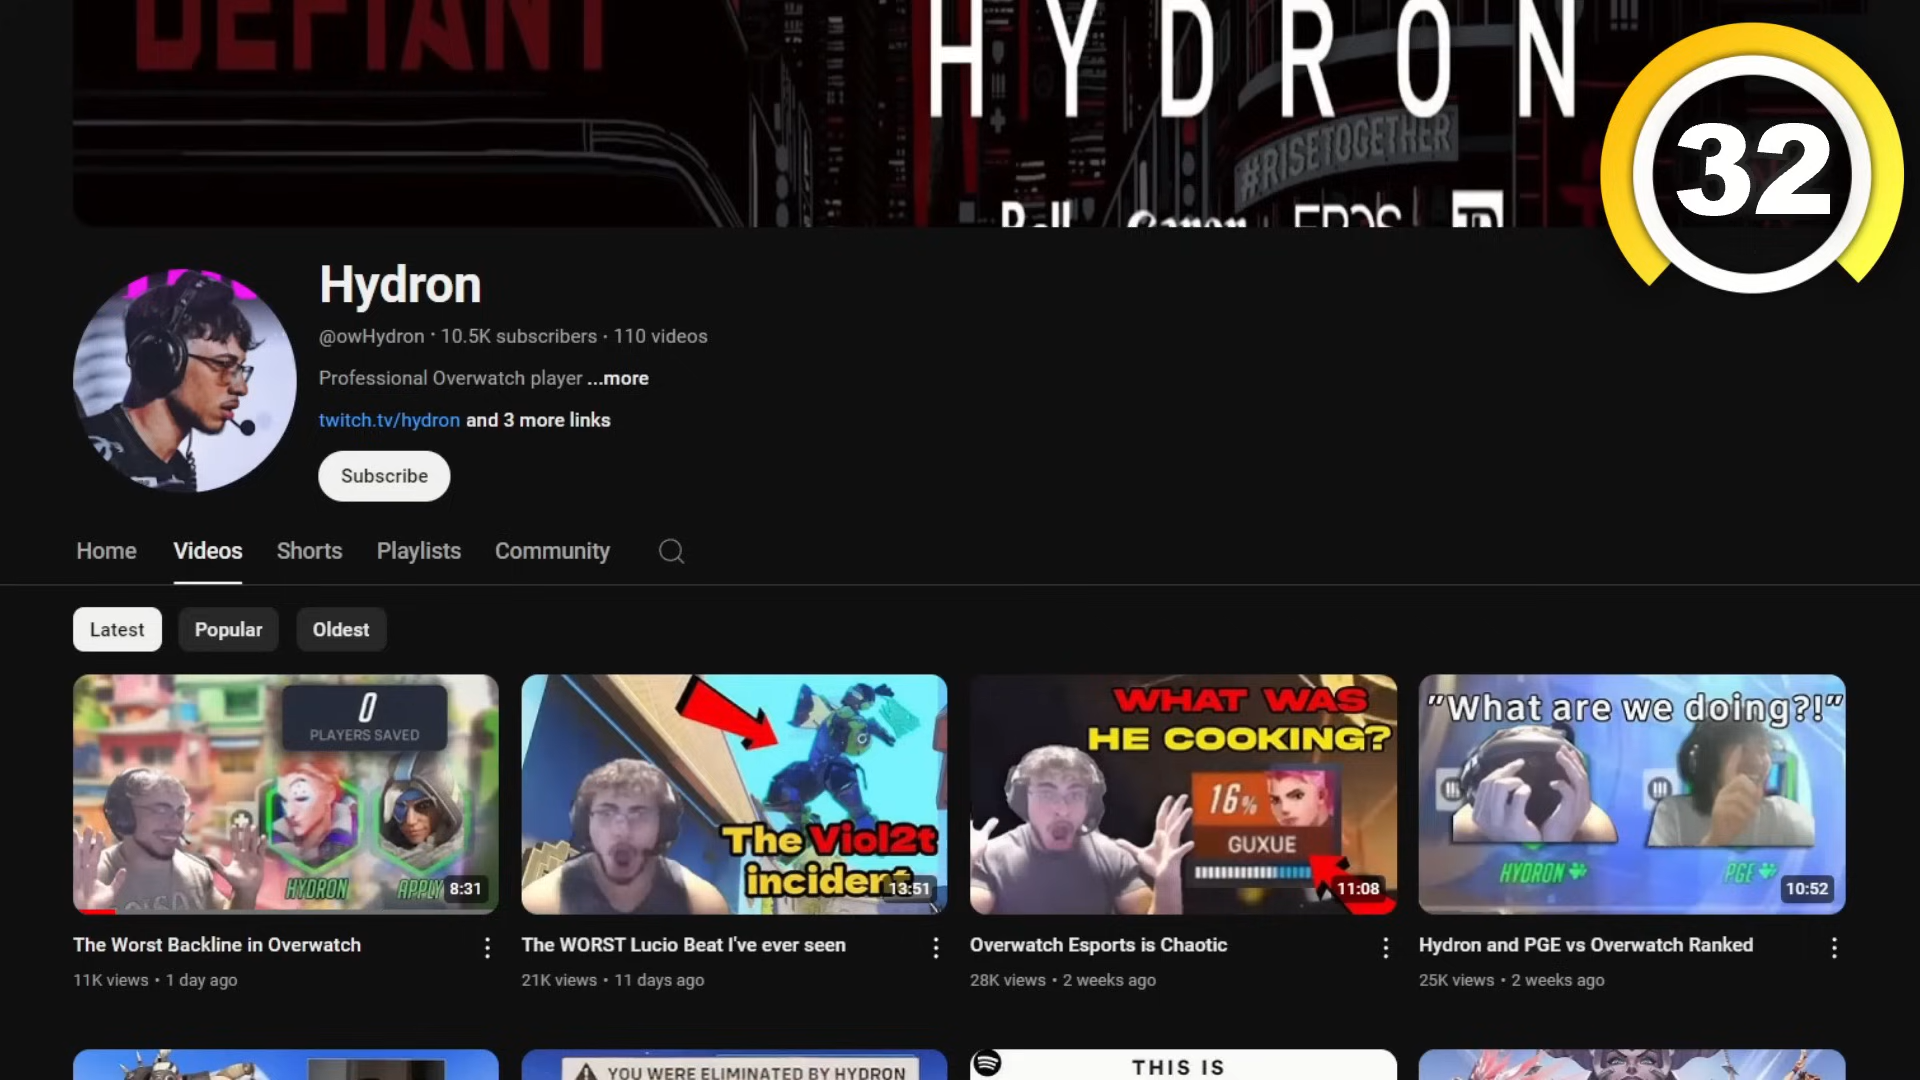 DEFIANT
HYDRON
#RISETOGETHER
32
Hydron
@owHydron · 10.5K subscribers · 110 videos
Professional Overwatch player ...more
twitch.tv/hydron and 3 more links
Subscribe
Home Videos Shorts Playlists Community
Latest Popular Oldest
0
PLAYERS SAVED
HYDRON APPLY
8:31
The Viol2t
incident
13:51
WHAT WAS
HE COOKING?
16%
GUXUE
11:08
"What are we doing?!"
HYDRON PGE
10:52
The Worst Backline in Overwatch
11K views · 1 day ago
The WORST Lucio Beat I've ever seen
21K views · 11 days ago
Overwatch Esports is Chaotic
28K views · 2 weeks ago
Hydron and PGE vs Overwatch Ranked
25K views · 2 weeks ago
YOU WERE ELIMINATED BY HYDRON
THIS IS